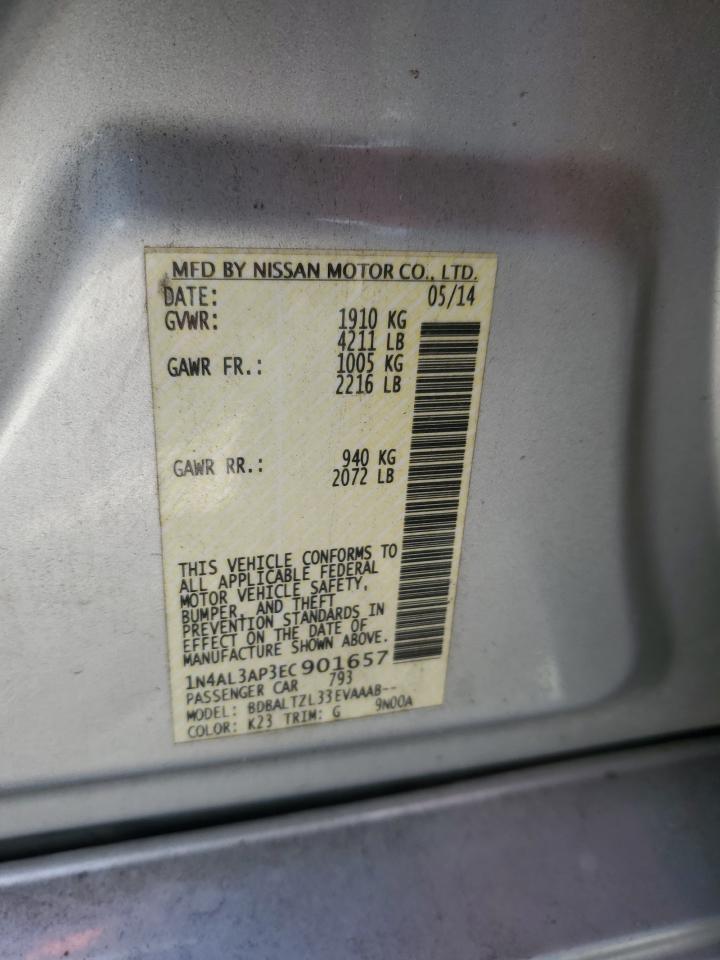 MFD BY NISSAN MOTOR CO., LTD.
DATE: 05/14
GVWR: 1910 KG
4211 LB
GAWR FR.: 1005 KG
2216 LB
GAWR RR.: 940 KG
2072 LB
THIS VEHICLE CONFORMS TO
ALL APPLICABLE FEDERAL
MOTOR VEHICLE SAFETY,
BUMPER, AND THEFT
PREVENTION STANDARDS IN
EFFECT ON THE DATE OF
MANUFACTURE SHOWN ABOVE.
1N4AL3AP3EC901657
PASSENGER CAR 793
MODEL: BDBALTZL33EVAAAB--
COLOR: K23 TRIM: G 9N00A